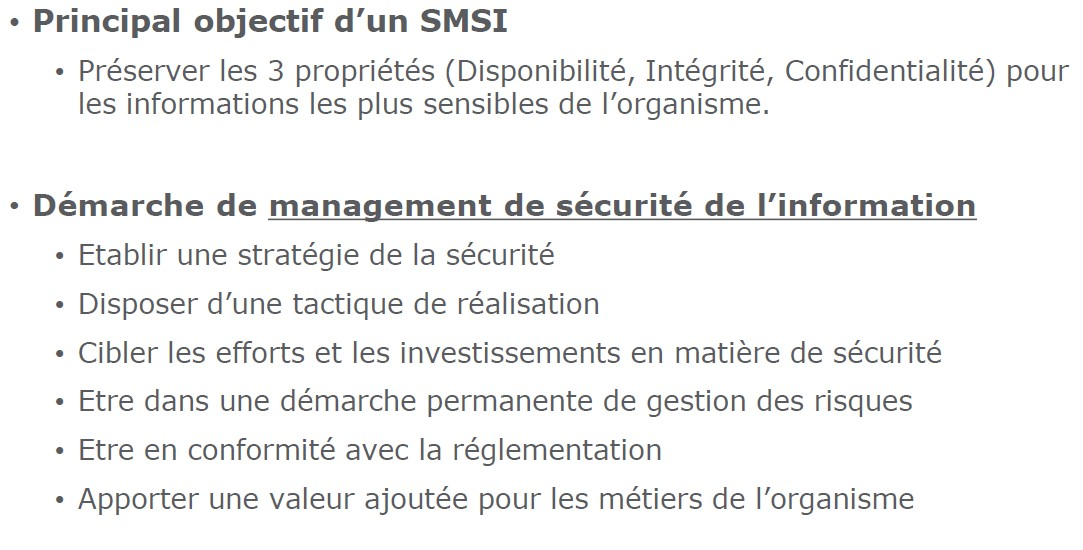 • Principal objectif d’un SMSI
• Préserver les 3 propriétés (Disponibilité, Intégrité, Confidentialité) pour
les informations les plus sensibles de l’organisme.
• Démarche de management de sécurité de l’information
• Etablir une stratégie de la sécurité
• Disposer d’une tactique de réalisation
• Cibler les efforts et les investissements en matière de sécurité
• Etre dans une démarche permanente de gestion des risques
• Etre en conformité avec la réglementation
• Apporter une valeur ajoutée pour les métiers de l’organisme